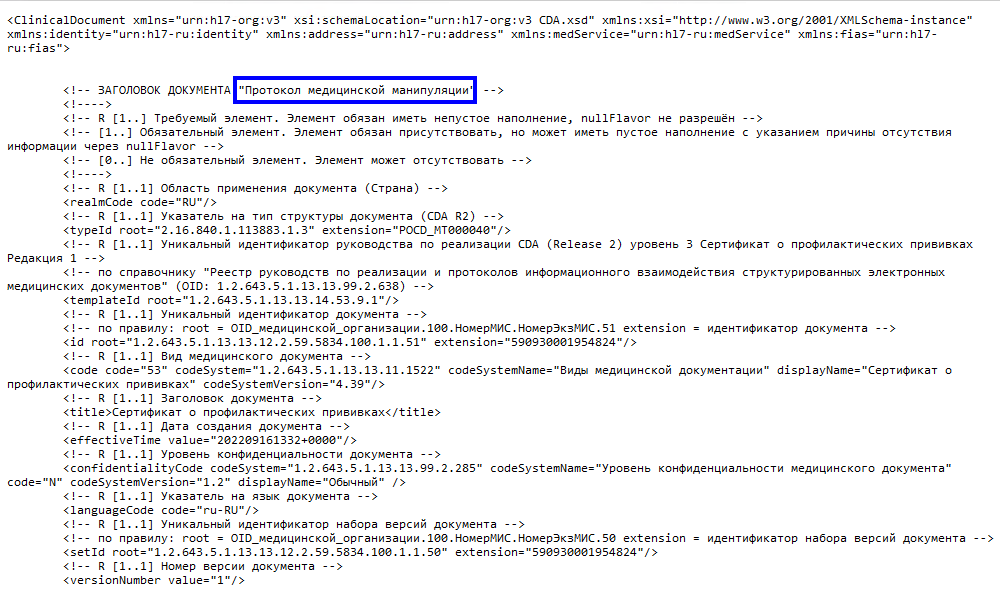 <ClinicalDocument xmlns="urn:hl7-org:v3" xsi:schemaLocation="urn:hl7-org:v3 CDA.xsd" xmlns:xsi="http://www.w3.org/2001/XMLSchema-instance"
xmlns:identity="urn:hl7-ru:identity" xmlns:address="urn:hl7-ru:address" xmlns:medService="urn:hl7-ru:medService" xmlns:fias="urn:hl7-
ru:fias">
<!-- ЗАГОЛОВОК ДОКУМЕНТА "Протокол медицинской манипуляции" -->
<!---->
<!-- R [1..] Требуемый элемент. Элемент обязан иметь непустое наполнение, nullFlavor не разрешён -->
<!-- [1..] Обязательный элемент. Элемент обязан присутствовать, но может иметь пустое наполнение с указанием причины отсутствия
информации через nullFlavor -->
<!-- [0..] Не обязательный элемент. Элемент может отсутствовать -->
<!---->
<!-- R [1..1] Область применения документа (Страна) -->
<realmCode code="RU"/>
<!-- R [1..1] Указатель на тип структуры документа (CDA R2) -->
<typeId root="2.16.840.1.113883.1.3" extension="POCD_MT000040"/>
<!-- R [1..1] Уникальный идентификатор руководства по реализации CDA (Release 2) уровень 3 Сертификат о профилактических прививках
Редакция 1 -->
<!-- по справочнику "Реестр руководств по реализации и протоколов информационного взаимодействия структурированных электронных
медицинских документов" (OID: 1.2.643.5.1.13.13.99.2.638) -->
<templateId root="1.2.643.5.1.13.13.14.53.9.1"/>
<!-- R [1..1] Уникальный идентификатор документа -->
<!-- по правилу: root = OID_медицинской_организации.100.НомерМИС.НомерЭкзМИС.51 extension = идентификатор документа -->
<id root="1.2.643.5.1.13.13.12.2.59.5834.100.1.1.51" extension="590930001954824"/>
<!-- R [1..1] Вид медицинского документа -->
<code code="53" codeSystem="1.2.643.5.1.13.13.11.1522" codeSystemName="Виды медицинской документации" displayName="Сертификат о
профилактических прививках" codeSystemVersion="4.39"/>
<!-- R [1..1] Заголовок документа -->
<title>Сертификат о профилактических прививках</title>
<!-- R [1..1] Дата создания документа -->
<effectiveTime value="202209161332+0000"/>
<!-- R [1..1] Уровень конфиденциальности документа -->
<confidentialityCode codeSystem="1.2.643.5.1.13.13.99.2.285" codeSystemName="Уровень конфиденциальности медицинского документа"
code="N" codeSystemVersion="1.2" displayName="Обычный" />
<!-- R [1..1] Указатель на язык документа -->
<languageCode code="ru-RU"/>
<!-- R [1..1] Уникальный идентификатор набора версий документа -->
<!-- по правилу: root = OID_медицинской_организации.100.НомерМИС.НомерЭкзМИС.50 extension = идентификатор набора версий документа -->
<setId root="1.2.643.5.1.13.13.12.2.59.5834.100.1.1.50" extension="590930001954824"/>
<!-- R [1..1] Номер версии документа -->
<versionNumber value="1"/>